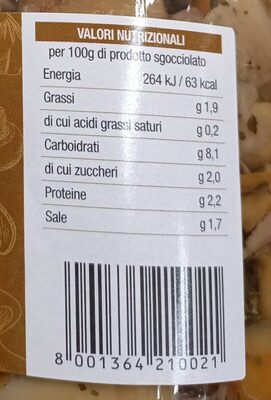 VALORI NUTRIZIONALI
per 100g di prodotto sgocciolato
Energia 264 kJ / 63 kcal
Grassi g 1,9
di cui acidi grassi saturi g 0,2
Carboidrati g 8,1
di cui zuccheri g 2,0
Proteine g 2,2
Sale g 1,7
8 001364 210021